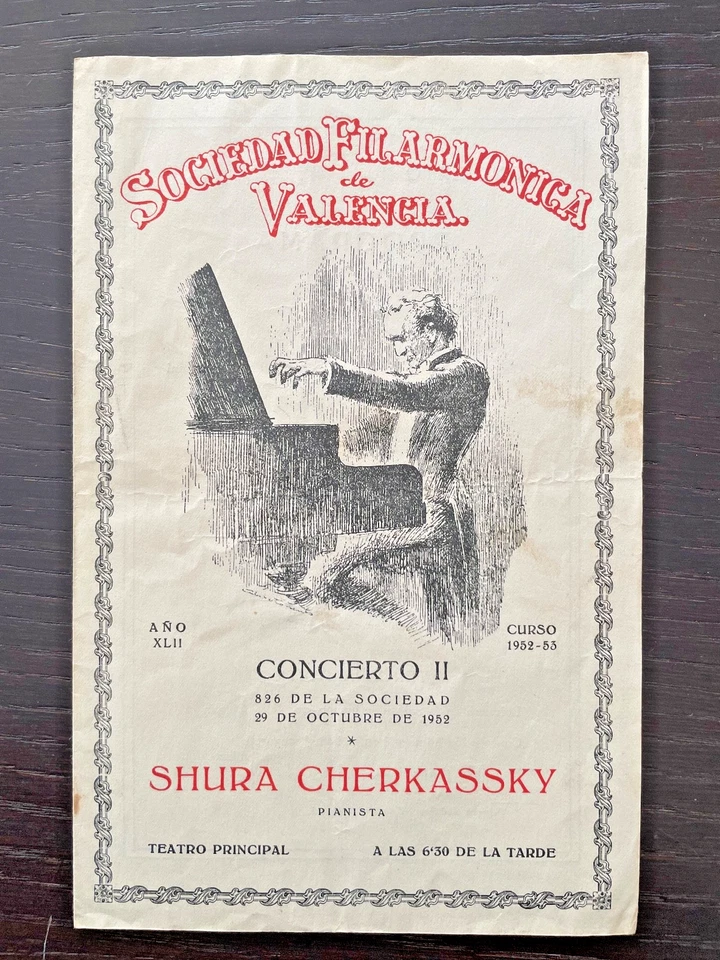 SOCIEDAD FILARMONICA
de
VALENCIA.
AÑO
XLII
CURSO
1952-53
CONCIERTO II
826 DE LA SOCIEDAD
29 DE OCTUBRE DE 1952
*
SHURA CHERKASSKY
PIANISTA
TEATRO PRINCIPAL
A LAS 6'30 DE LA TARDE